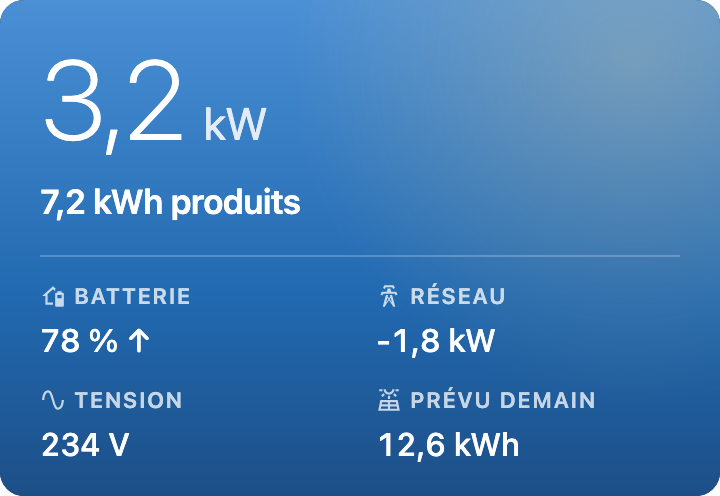 3,2 kW
7,2 kWh produits
BATTERIE
78 % ↑
RÉSEAU
-1,8 kW
TENSION
234 V
PRÉVU DEMAIN
12,6 kWh